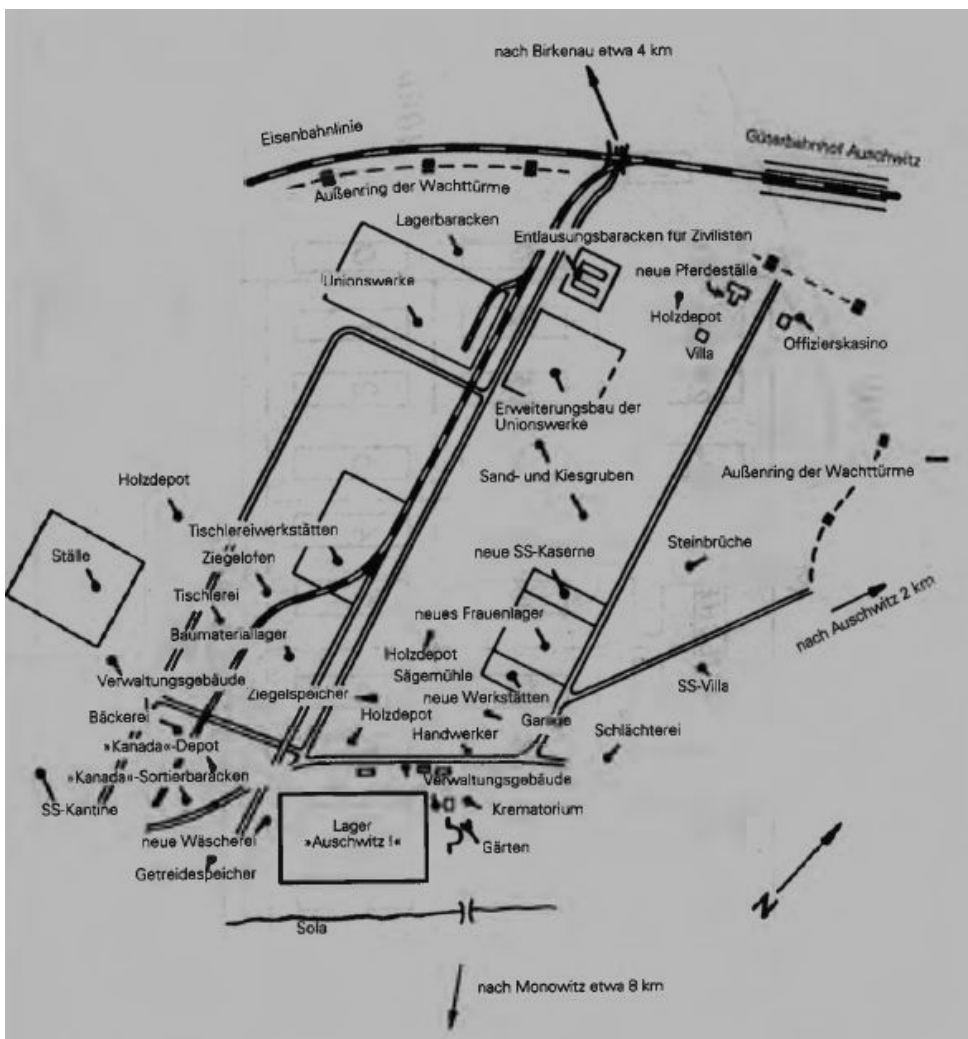 nach Birkenau etwa 4 km
Eisenbahnlinie
Güterbahnhof Auschwitz
Außenring der Wachttürme
Lagerbaracken
Entlausungsbaracken für Zivilisten
neue Pferdeställe
Unionswerke
Holzdepot
Villa
Offizierskasino
Erweiterungsbau der
Unionswerke
Sand- und Kiesgruben
Außenring der Wachttürme
Holzdepot
Tischlereiwerkstätten
Ställe
Ziegelofen
neue SS-Kaserne
Steinbrüche
Tischlerei
neues Frauenlager
nach Auschwitz 2 km
Baumateriallager
Holzdepot
Sägemühle
Verwaltungsgebäude
Ziegelspeicher
neue Werkstätten
SS-Villa
Bäckerei
Holzdepot
Garage
Handwerker
Schlächterei
»Kanada«-Depot
»Kanada«-Sortierbaracken
Verwaltungsgebäude
SS-Kantine
Krematorium
neue Wäscherei
Lager
»Auschwitz I«
Gärten
Getreidespeicher
N
Sola
nach Monowitz etwa 8 km